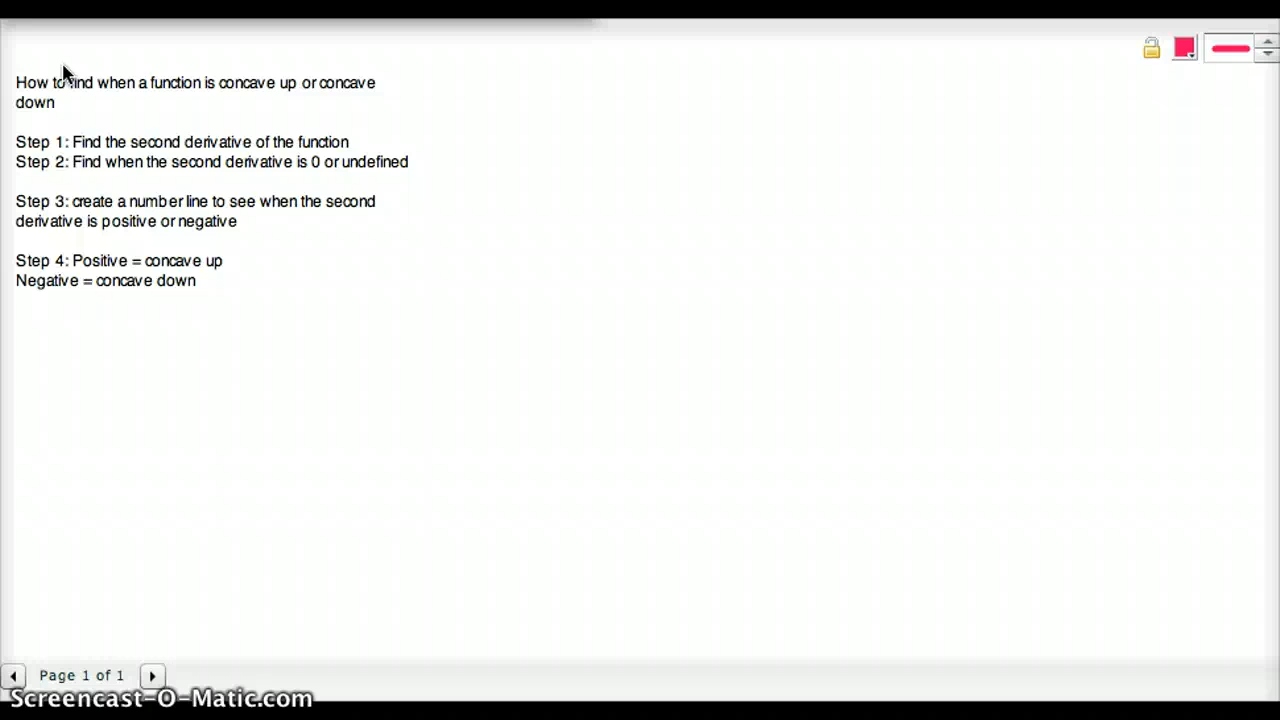 How to find when a function is concave up or concave
down
Step 1: Find the second derivative of the function
Step 2: Find when the second derivative is 0 or undefined
Step 3: create a number line to see when the second
derivative is positive or negative
Step 4: Positive = concave up
Negative = concave down
Page 1 of 1
Screencast-O-Matic.com